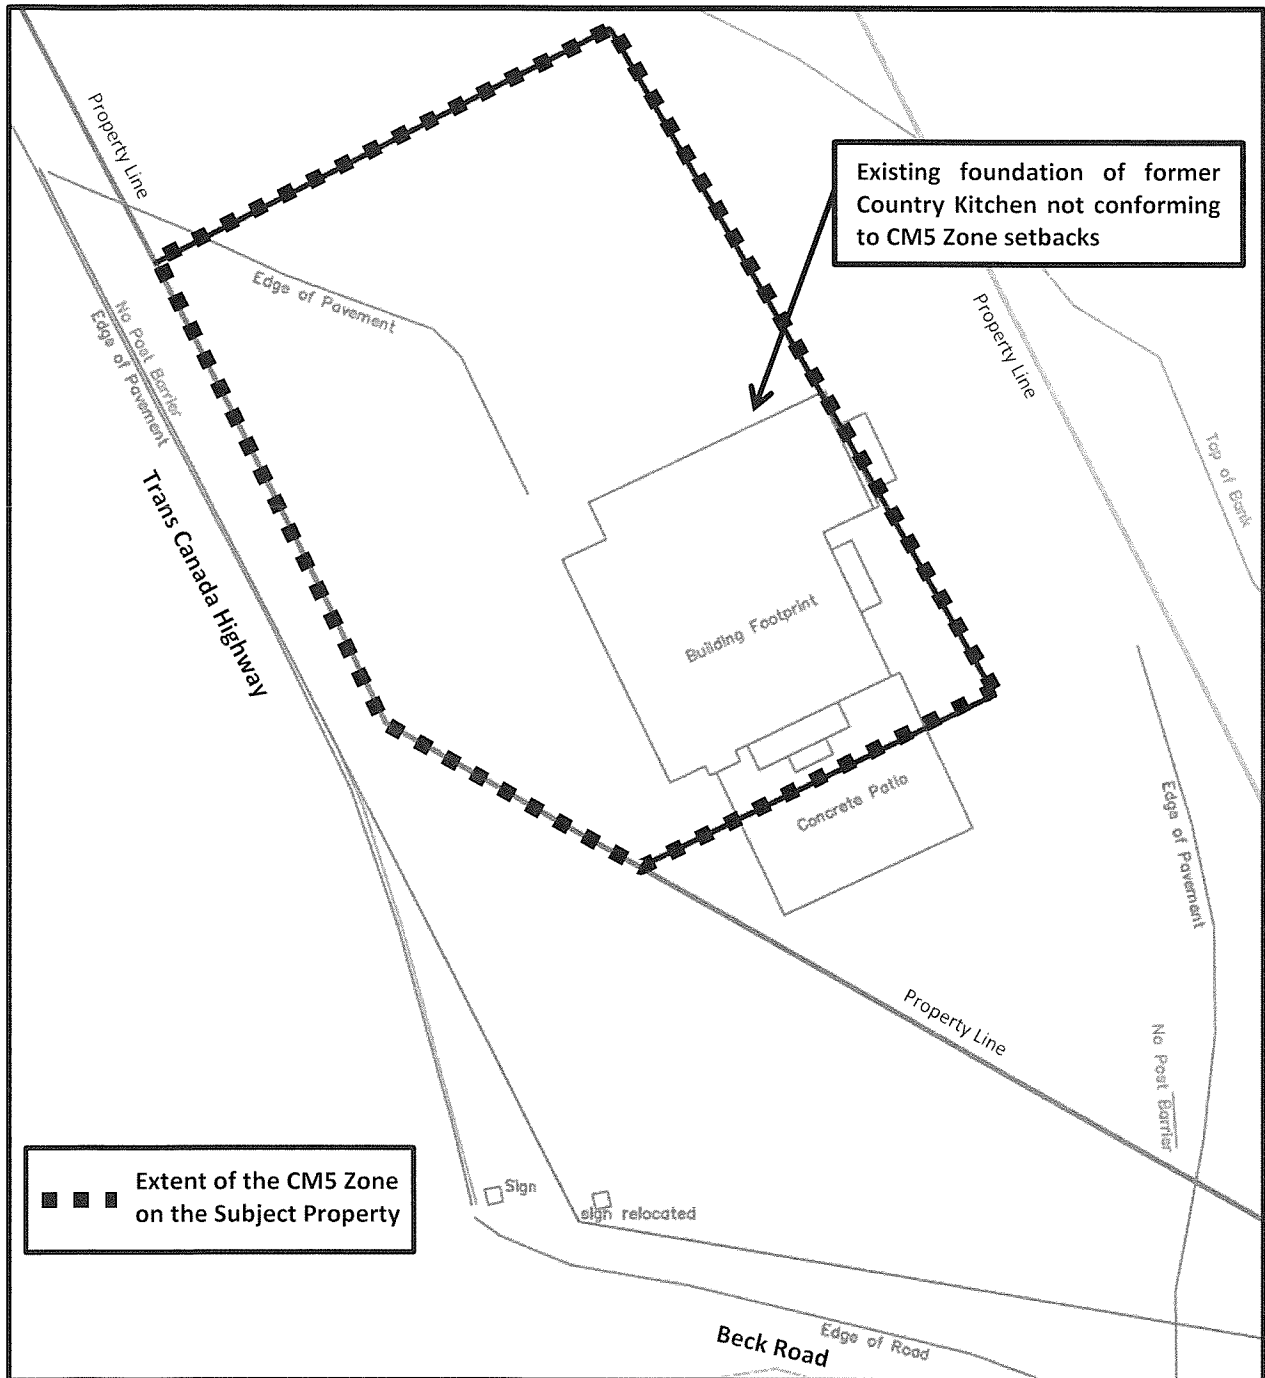 Property Line
Existing foundation of former
Country Kitchen not conforming
to CM5 Zone setbacks
Edge of Pavement
No Post Barrier
Edge of Pavement
Property Line
Top of Bank
Trans Canada Highway
Building Footprint
Concrete Patio
Edge of Pavement
Property Line
No Post Barrier
Extent of the CM5 Zone
on the Subject Property
Sign
sign relocated
Beck Road
Edge of Road